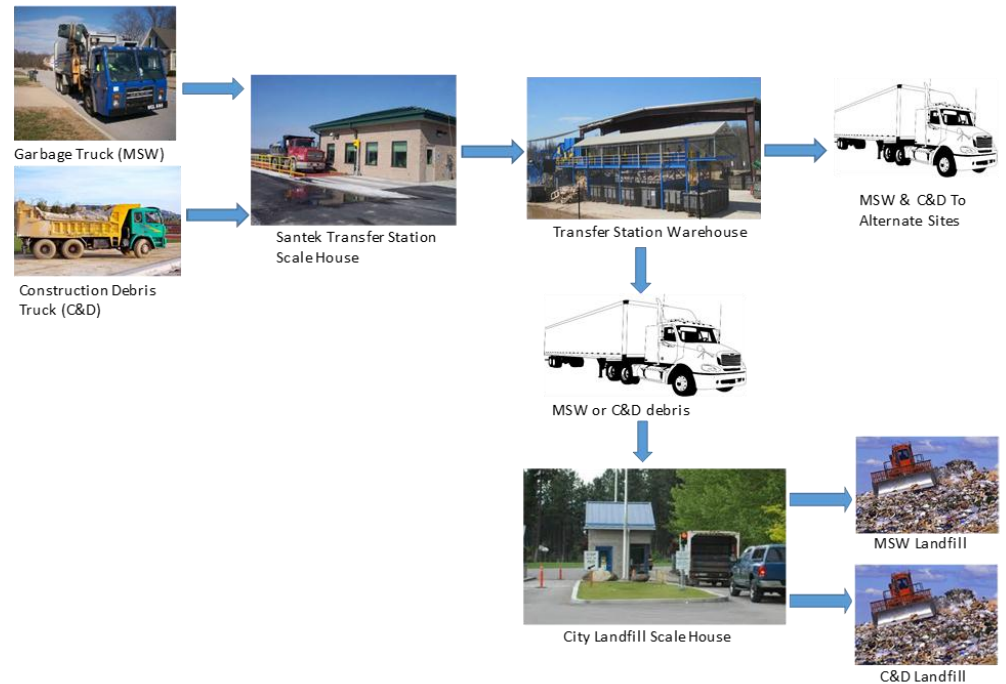 Garbage Truck (MSW)
Construction Debris
Truck (C&D)
Santek Transfer Station
Scale House
Transfer Station Warehouse
MSW & C&D To
Alternate Sites
MSW or C&D debris
City Landfill Scale House
MSW Landfill
C&D Landfill